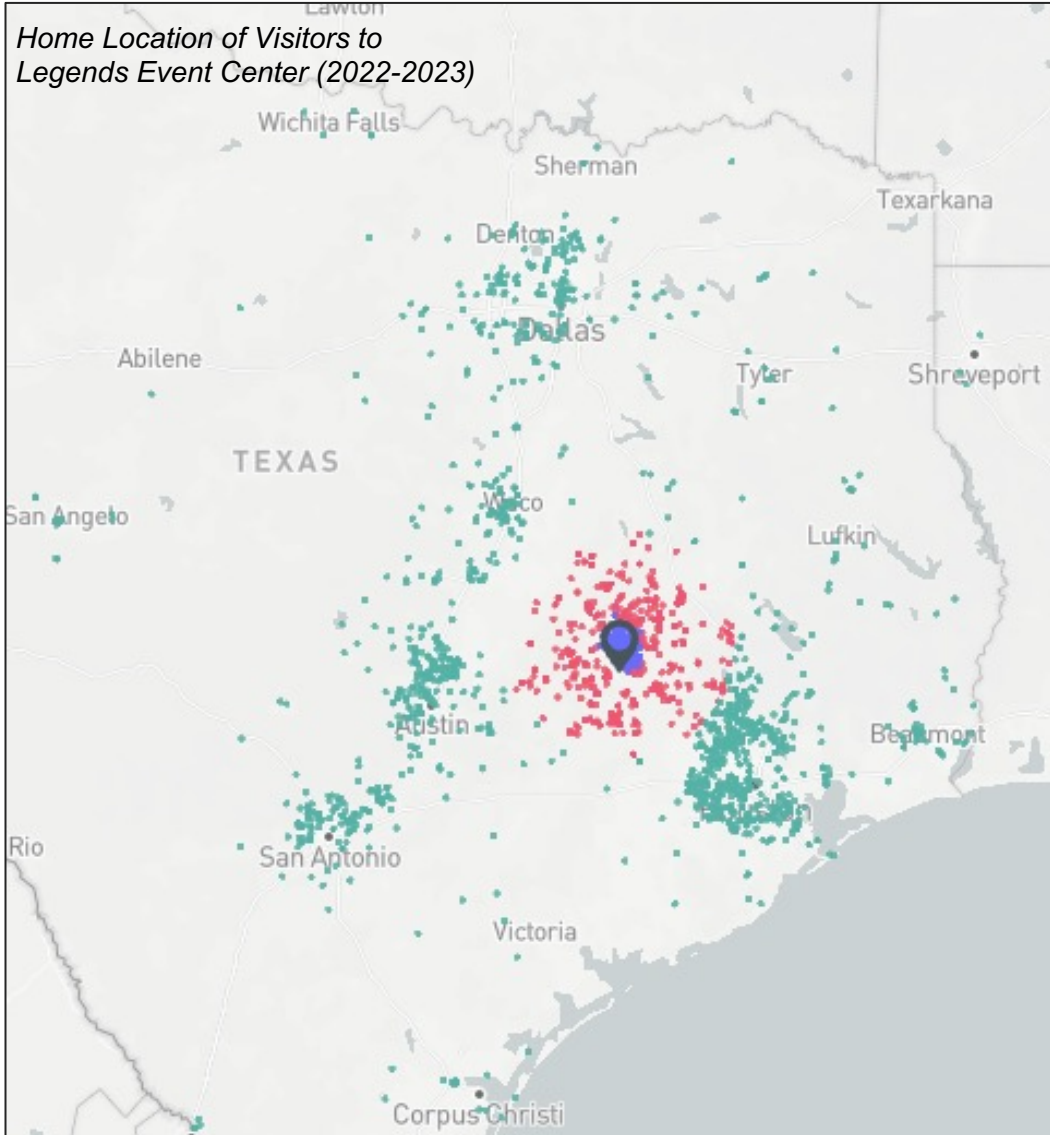 Lawton
Home Location of Visitors to
Legends Event Center (2022-2023)
Wichita Falls
Sherman
Texarkana
Denton
Dallas
Abilene
Tyler
Shreveport
TEXAS
Waco
San Angelo
Lufkin
Austin
Beaumont
Rio
San Antonio
Victoria
Corpus Christi